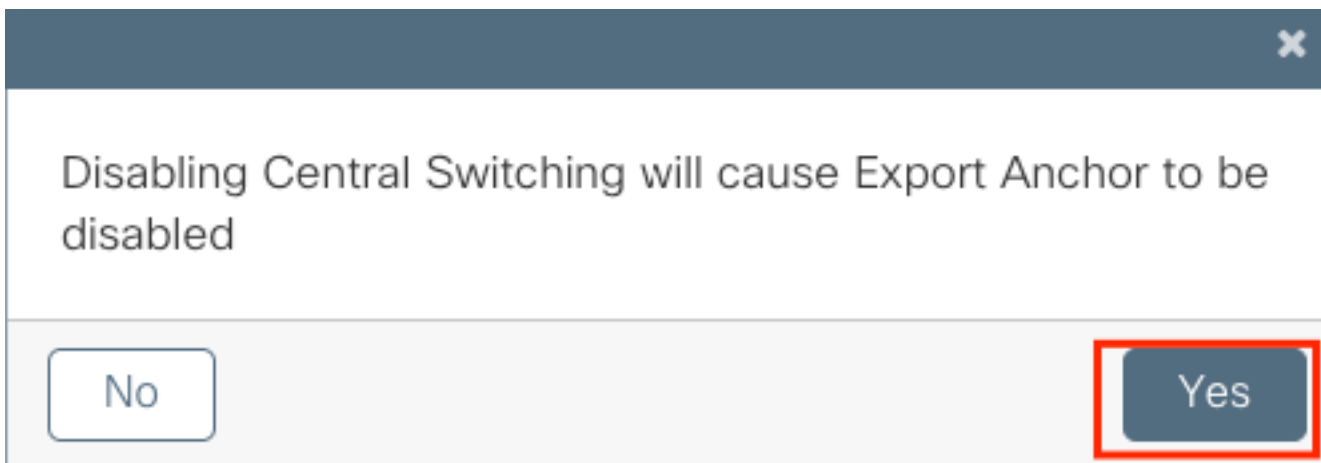 Disabling Central Switching will cause Export Anchor to be
disabled
No
Yes